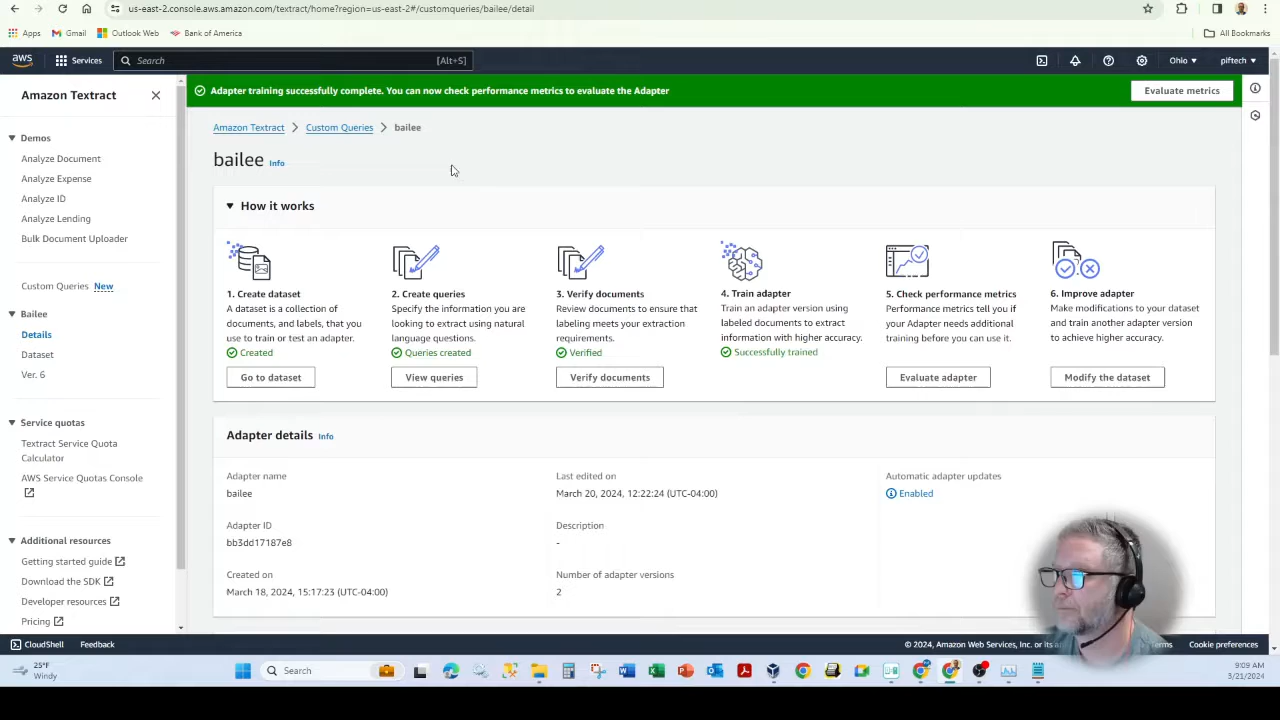 us-east-2.console.aws.amazon.com/textract/home?region=us-east-2#/customqueries/bailee/detail
Apps
Gmail
Outlook Web
Bank of America
All Bookmarks
aws
Services
Search
[Alt+S]
Ohio
piftech
Amazon Textract
Demos
Analyze Document
Analyze Expense
Analyze ID
Analyze Lending
Bulk Document Uploader
Custom Queries New
Bailee
Details
Dataset
Ver. 6
Service quotas
Textract Service Quota
Calculator
AWS Service Quotas Console
Additional resources
Getting started guide
Download the SDK
Developer resources
Pricing
Adapter training successfully complete. You can now check performance metrics to evaluate the Adapter
Evaluate metrics
Amazon Textract
Custom Queries
bailee
bailee Info
How it works
1. Create dataset
A dataset is a collection of
documents, and labels, that you
use to train or test an adapter.
Created
Go to dataset
2. Create queries
Specify the information you are
looking to extract using natural
language questions.
Queries created
View queries
3. Verify documents
Review documents to ensure that
labeling meets your extraction
requirements.
Verified
Verify documents
4. Train adapter
Train an adapter version using
labeled documents to extract
information with higher accuracy.
Successfully trained
5. Check performance metrics
Performance metrics tell you if
your Adapter needs additional
training before you can use it.
Evaluate adapter
6. Improve adapter
Make modifications to your dataset
and train another adapter version
to achieve higher accuracy.
Modify the dataset
Adapter details Info
Adapter name
bailee
Adapter ID
bb3dd17187e8
Created on
March 18, 2024, 15:17:23 (UTC-04:00)
Last edited on
March 20, 2024, 12:22:24 (UTC-04:00)
Description
-
Number of adapter versions
2
Automatic adapter updates
Enabled
CloudShell
Feedback
© 2024, Amazon Web Services, Inc. or its
Terms
Cookie preferences
25°F
Windy
Search
9:09 AM
3/21/2024